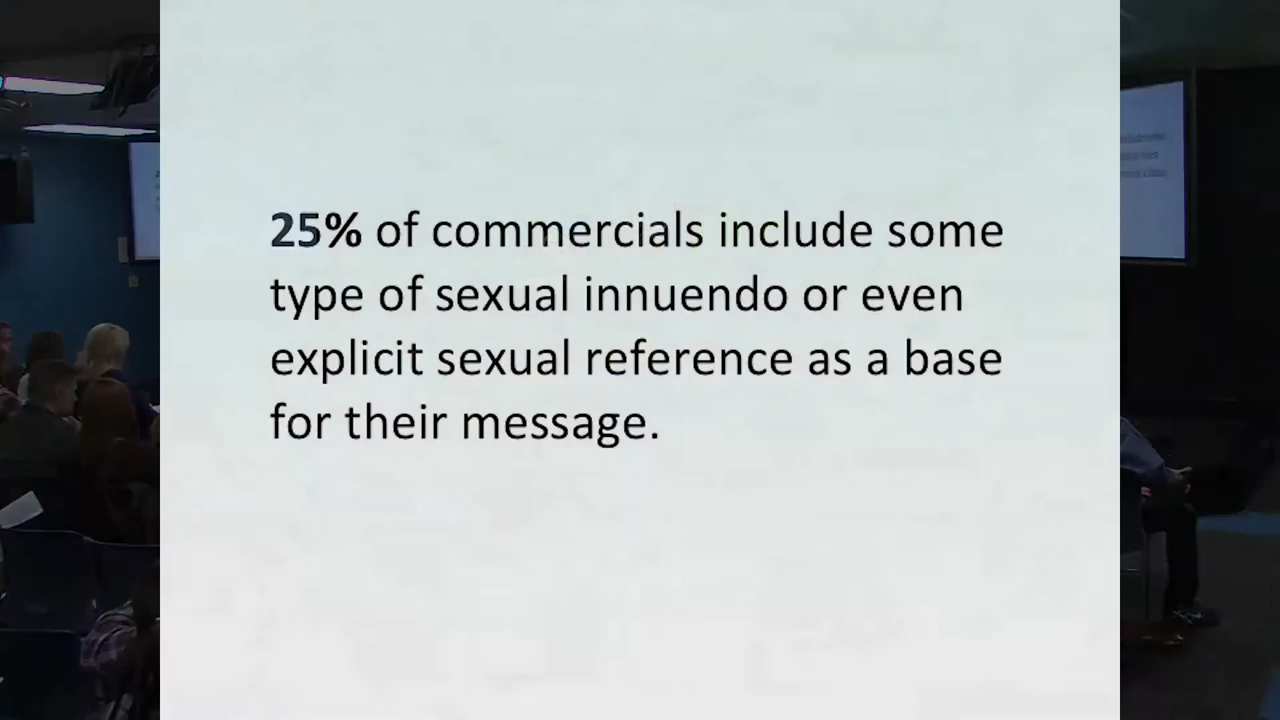 25% of commercials include some
type of sexual innuendo or even
explicit sexual reference as a base
for their message.